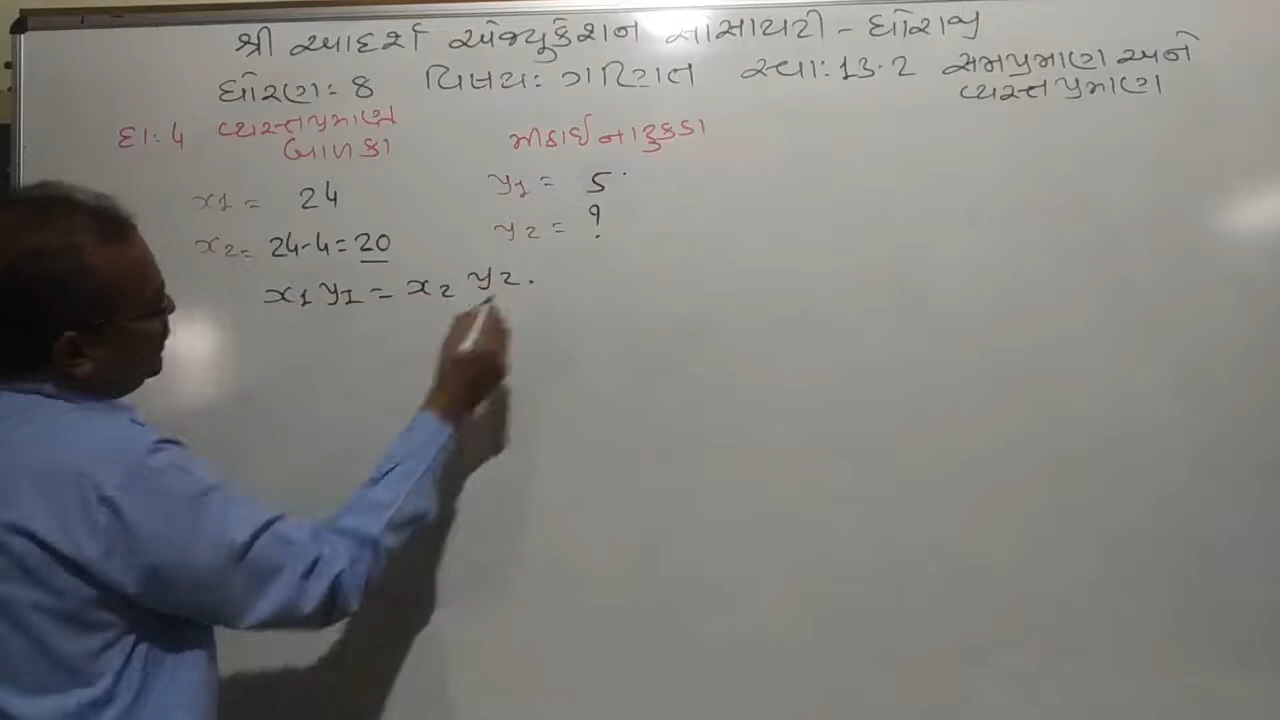 શ્રી આદર્શ એજ્યુકેશન સોસાયટી - ધોરાજી
ધોરણ: 8 વિષય: ગણિત સ્વા: 13.2 સમપ્રમાણ અને
વ્યસ્તપ્રમાણ
દા: 4 વ્યસ્તપ્રમાણ
બાળકો મીઠાઈના ટુકડા
x1 = 24 y1 = 5
x2 = 24-4 = 20 y2 = ?
x1 y1 = x2 y2.